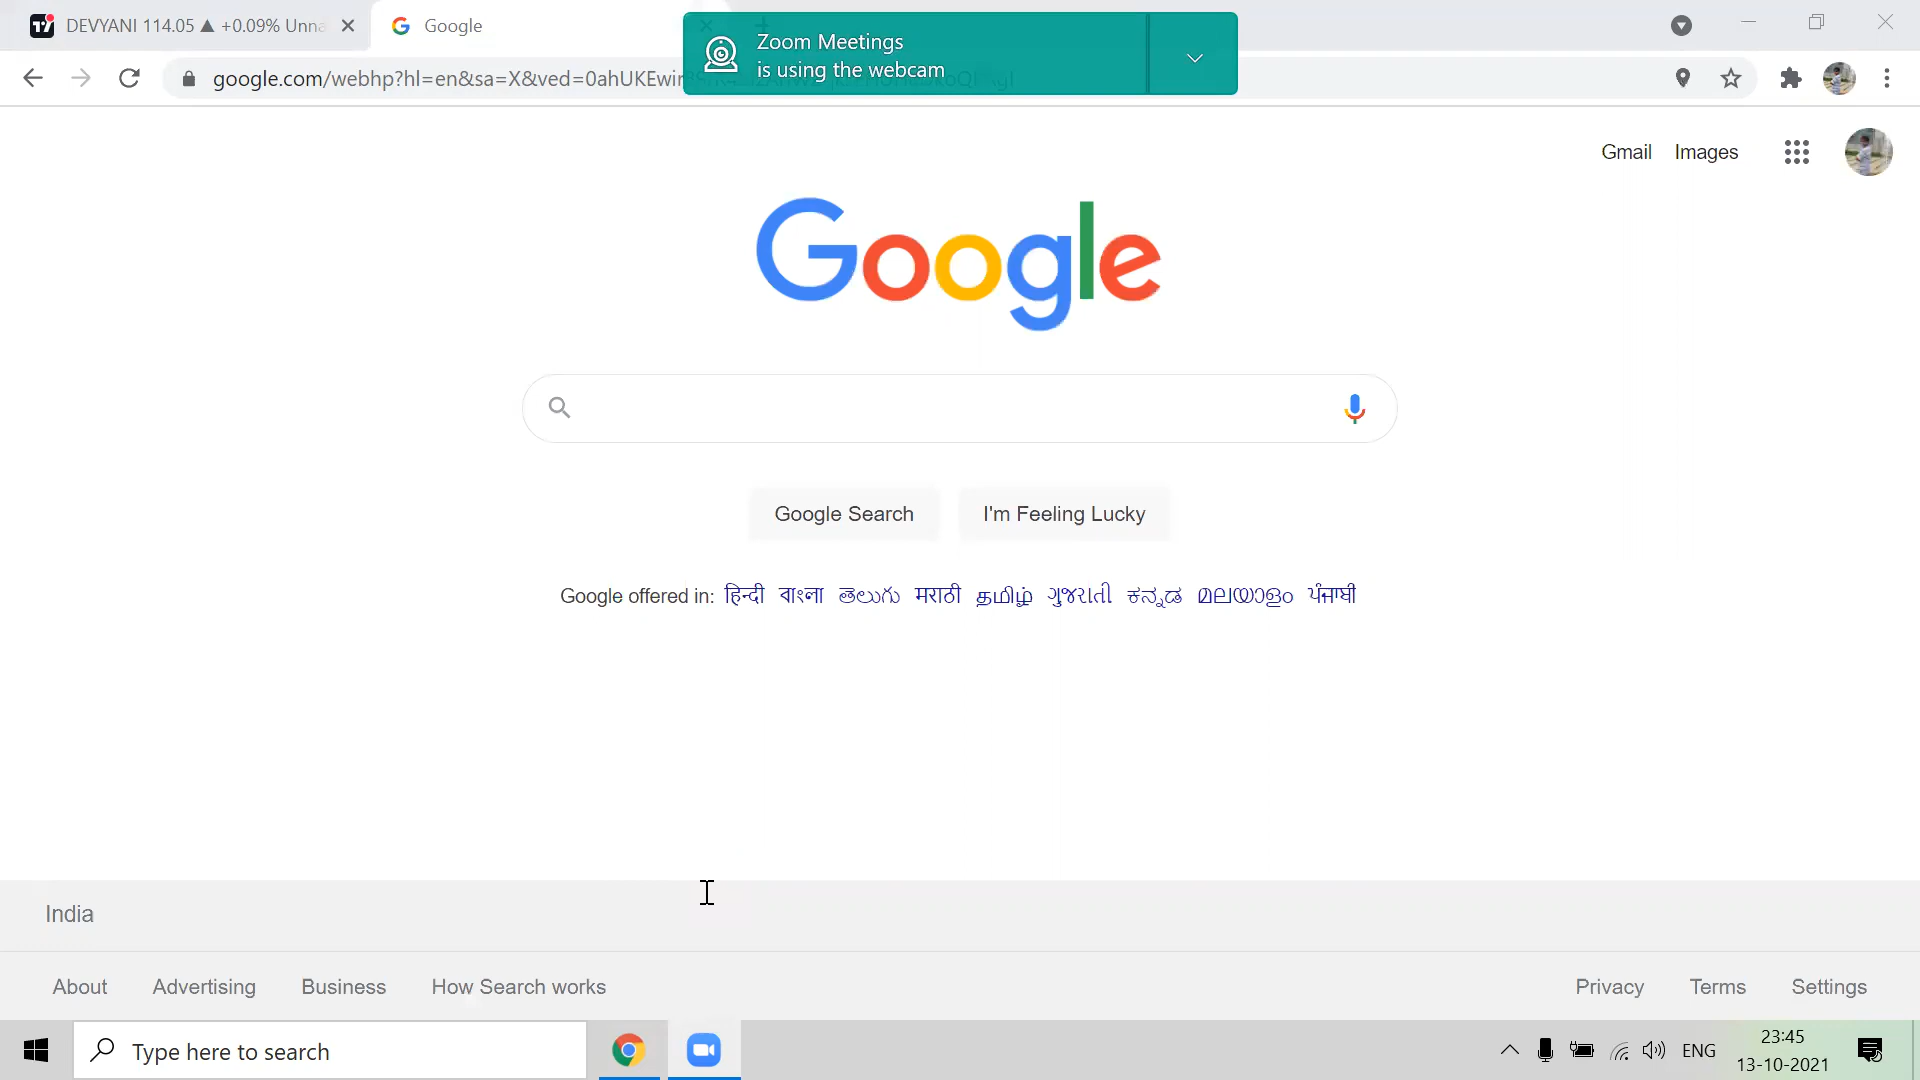 DEVYANI 114.05 ▲ +0.09% Unna
Google
Zoom Meetings
is using the webcam
google.com/webhp?hl=en&sa=X&ved=0ahUKEwi
Gmail Images
Google
Google Search I'm Feeling Lucky
Google offered in: हिन्दी বাংলা తెలుగు मराठी தமிழ் ગુજરાતી ಕನ್ನಡ മലയാളം ਪੰਜਾਬੀ
India
About Advertising Business How Search works
Privacy Terms Settings
Type here to search
ENG
23:45
13-10-2021